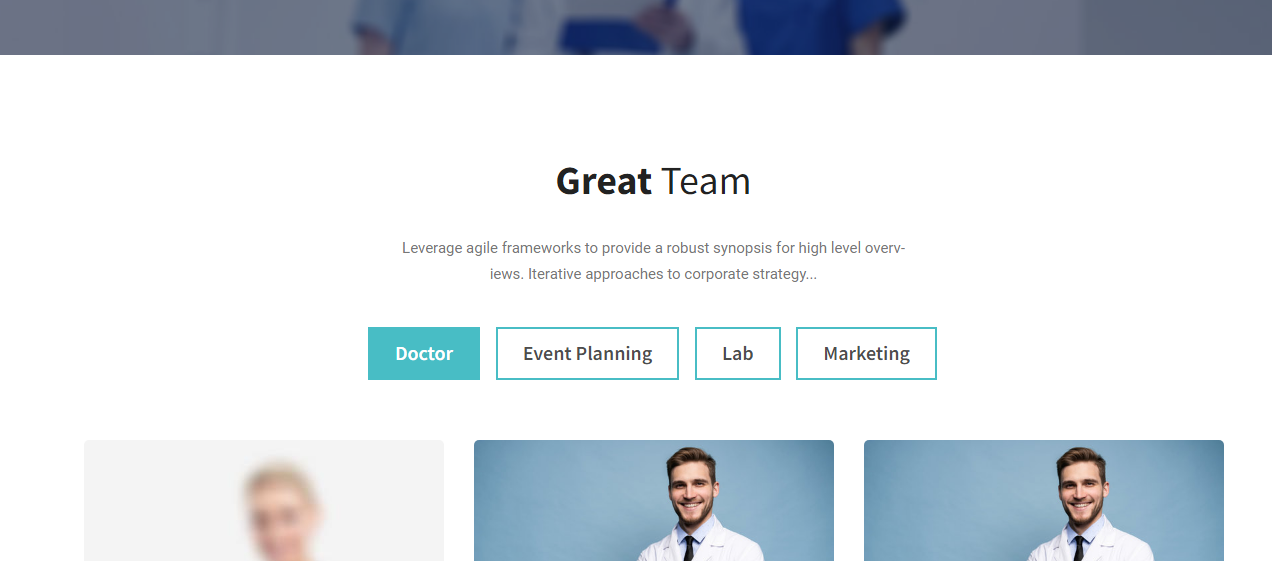 Great Team
Leverage agile frameworks to provide a robust synopsis for high level overv-
iews. Iterative approaches to corporate strategy...
Doctor
Event Planning
Lab
Marketing